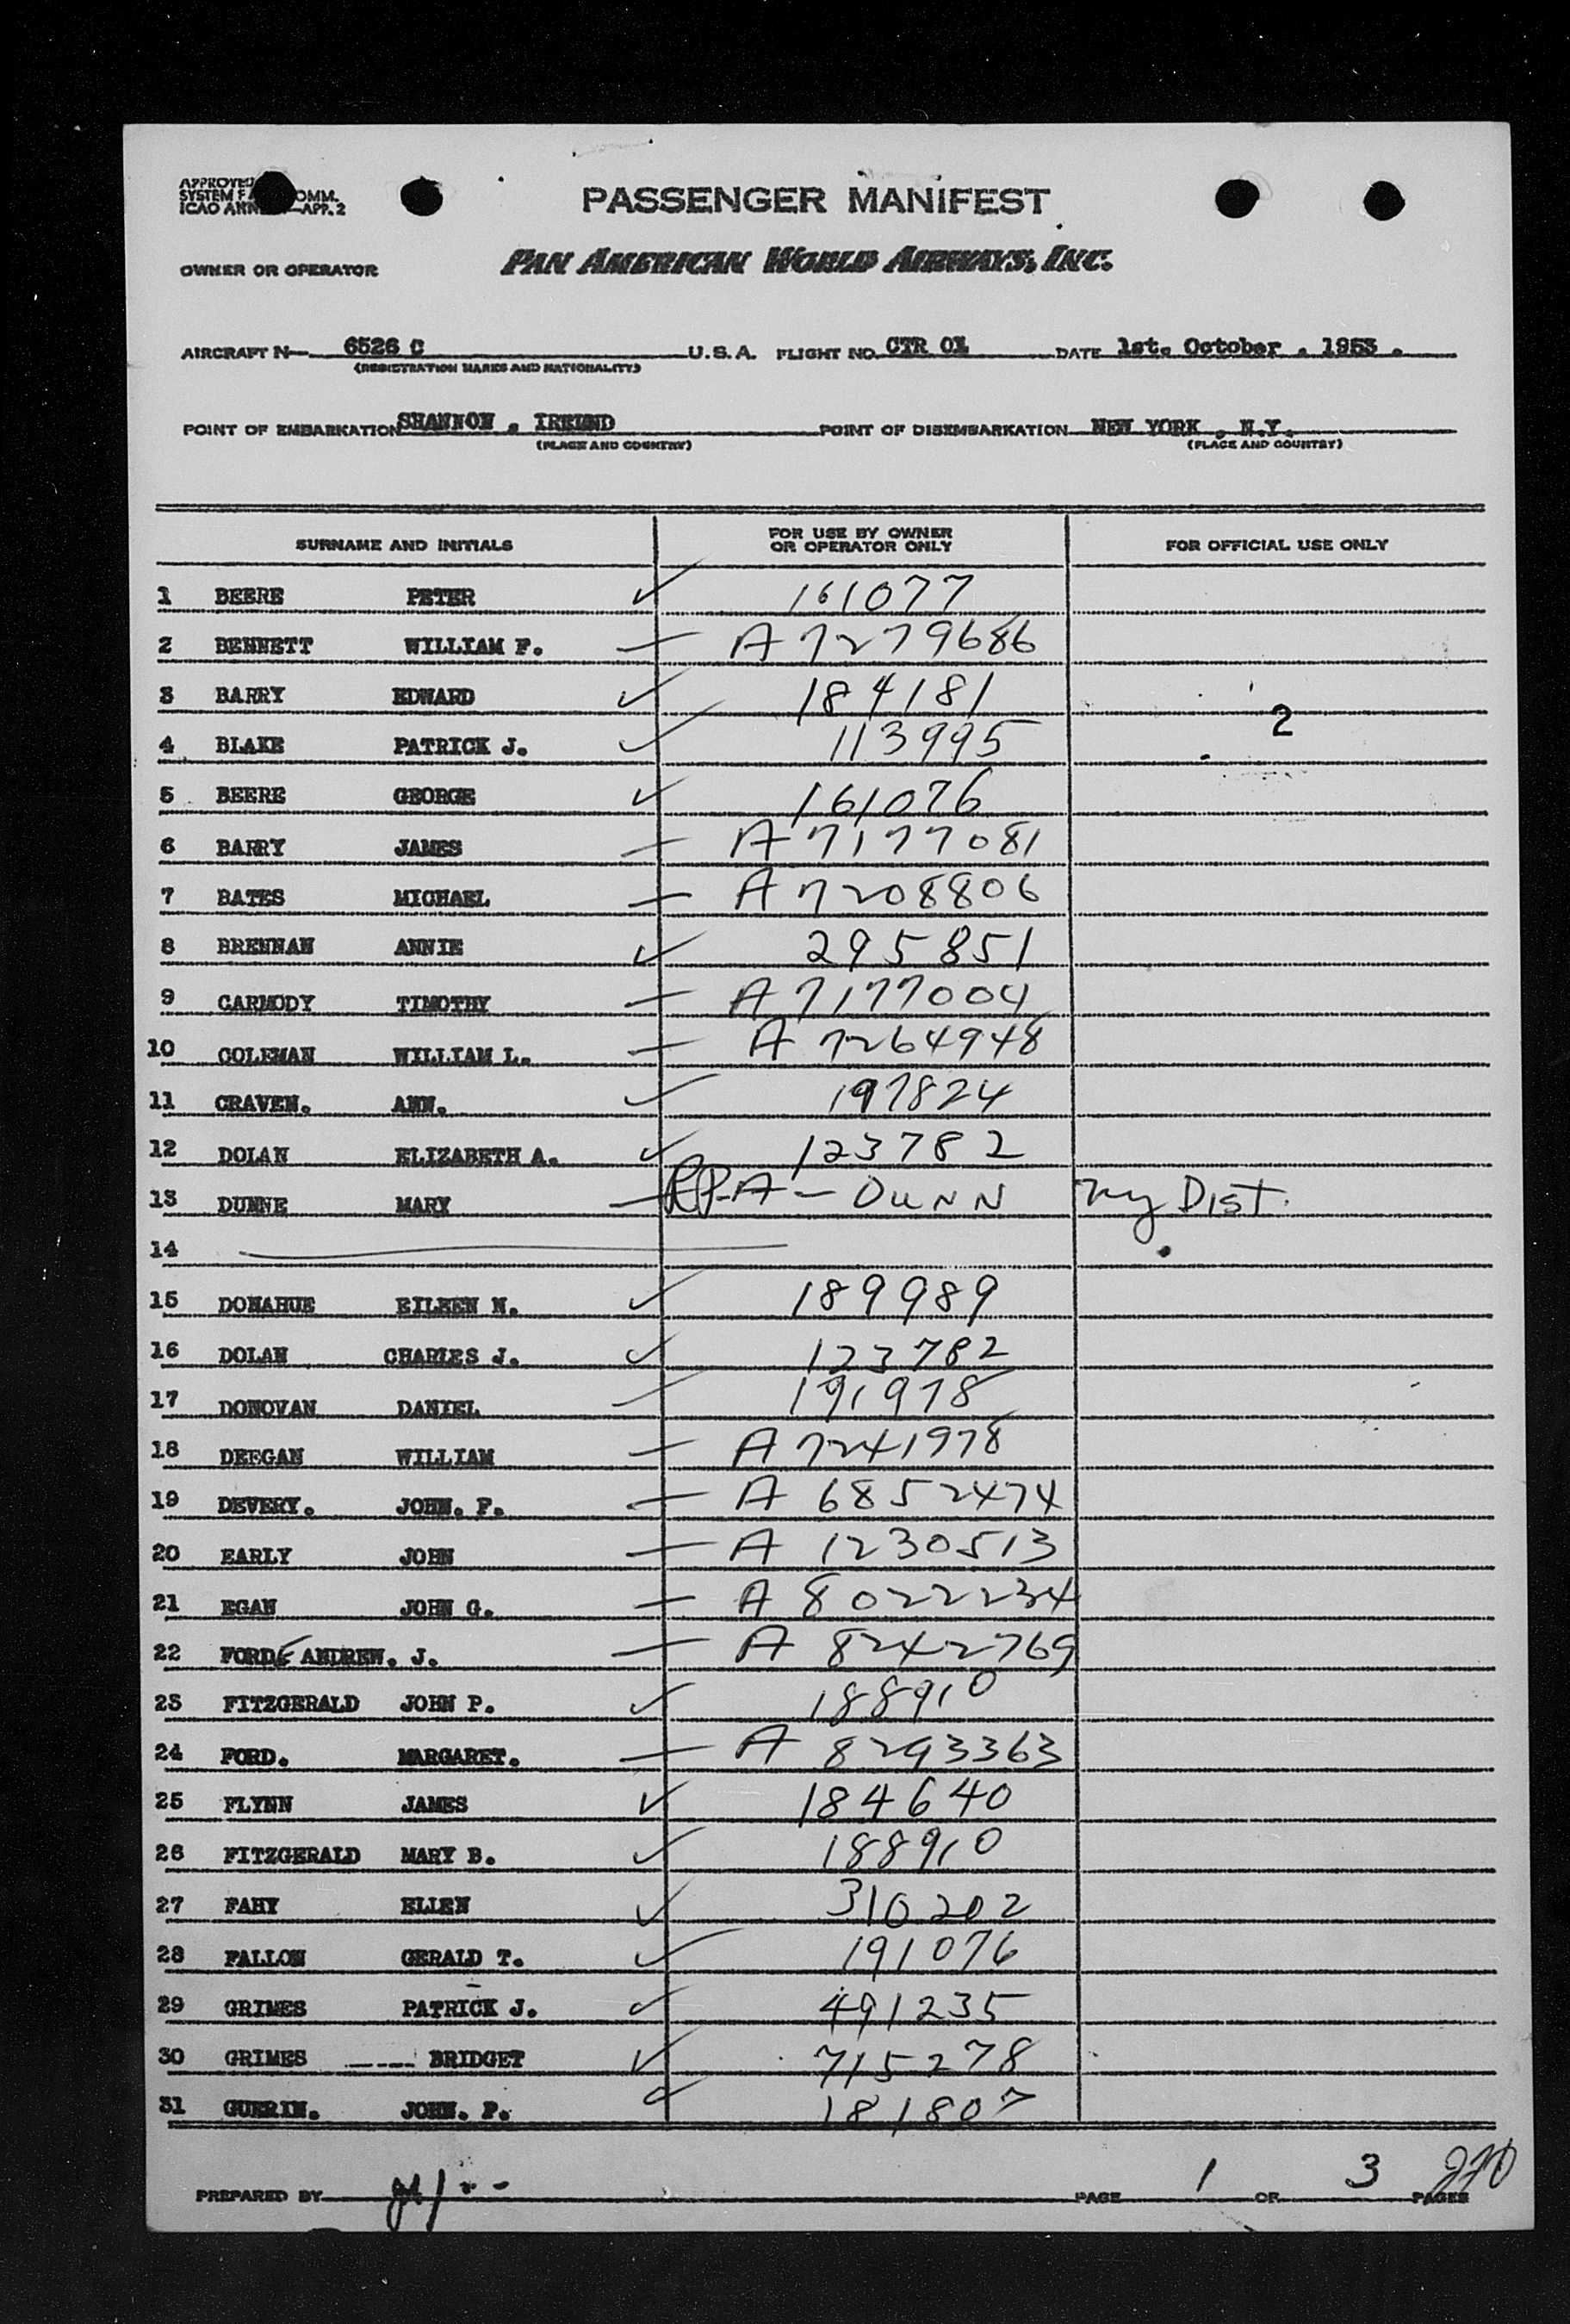 APPROVED
SYSTEM F OMM.
ICAO ANN —APP. 2
PASSENGER MANIFEST
OWNER OR OPERATOR PAN AMERICAN WORLD AIRWAYS, INC.
AIRCRAFT N— 6526 C U.S.A. FLIGHT NO. CTR 01 DATE 1st. October . 1953 .
(REGISTRATION MARKS AND NATIONALITY)
POINT OF EMBARKATION SHANNON . POINT OF DISEMBARKATION NEW YORK . N.Y.
(PLACE AND COUNTRY) (PLACE AND COUNTRY)
SURNAME AND INITIALS FOR USE BY OWNER OR OPERATOR ONLY FOR OFFICIAL USE ONLY
1 BEERE PETER ✓ 161077
2 BENNETT WILLIAM F. — A 7279686
3 BARRY EDWARD ✓ 184181
2
4 BLAKE PATRICK J. ✓ 113995
5 BEERE GEORGE ✓ 161076
6 BARRY JAMES — A 7177081
7 BATES MICHAEL — A 7208806
8 BRENNAN ANNIE ✓ 295851
9 CARMODY TIMOTHY — A 7177004
10 COLEMAN WILLIAM L. — A 7264948
11 CRAVEN. ANN. ✓ 197824
12 DOLAN ELIZABETH A. ✓ 123782
13 DUNNE MARY — A — DUNN NY DIST.
14
15 DONAHUE EILEEN N. ✓ 189989
16 DOLAN CHARLES J. ✓ 123782
17 DONOVAN DANIEL 191978
18 DEEGAN WILLIAM — A 7241978
19 DEVERY. JOHN. F. — A 6852474
20 EARLY JOHN — A 1230513
21 EGAN JOHN G. — A 8022234
22 FORDE ANDREW. J. — A 8242769
23 FITZGERALD JOHN P. ✓ 188910
24 FORD. MARGARET. — A 8293363
25 FLYNN JAMES ✓ 184640
26 FITZGERALD MARY B. ✓ 188910
27 FAHY ELLEN ✓ 310202
28 FALLON GERALD T. ✓ 191076
29 GRIMES PATRICK J. ✓ 491235
30 GRIMES ---- BRIDGET ✓ 715278
31 GUERIN. JOHN. P. ✓ 181807
PREPARED BY PAGE 1 OF 3 PAGES
270